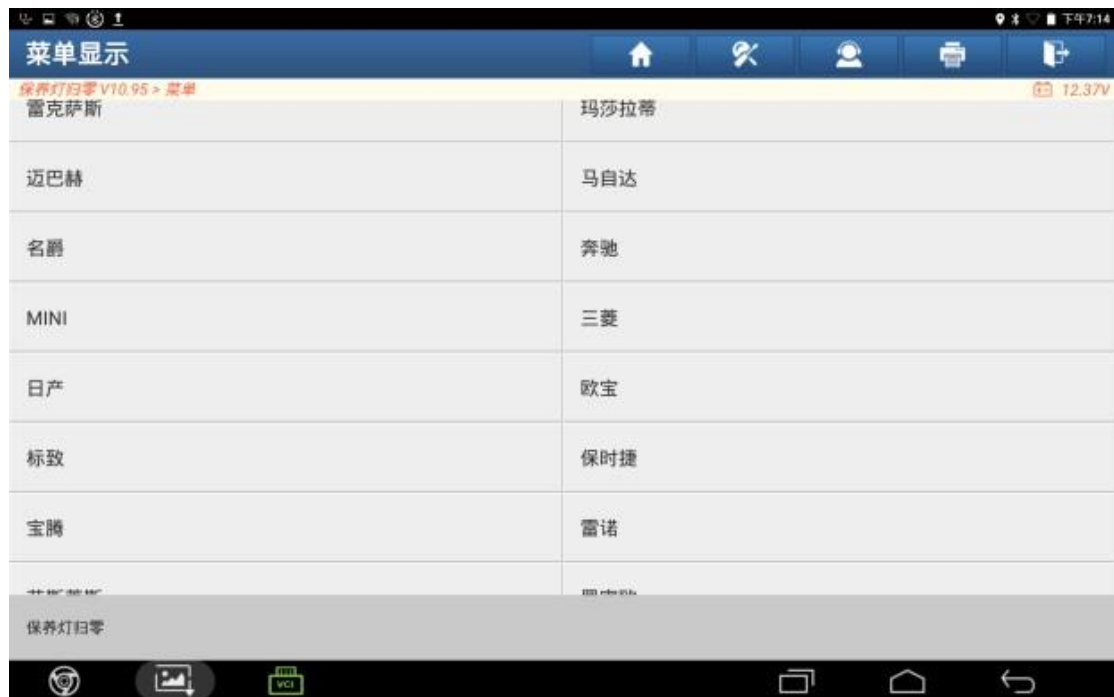 下午7:14
菜单显示
保养灯归零 V10.95 > 菜单
12.37V
雷克萨斯
玛莎拉蒂
迈巴赫
马自达
名爵
奔驰
MINI
三菱
日产
欧宝
标致
保时捷
宝腾
雷诺
保养灯归零
VCI